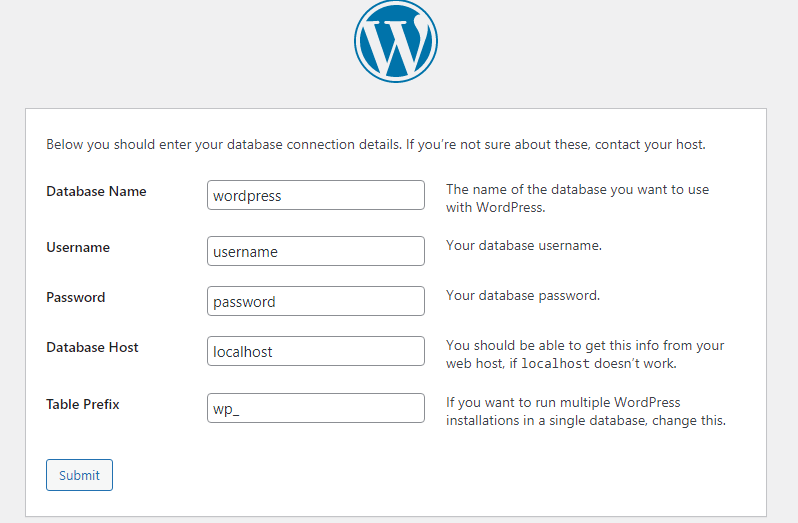 Below you should enter your database connection details. If you’re not sure about these, contact your host.
Database Name
wordpress
The name of the database you want to use
with WordPress.
Username
username
Your database username.
Password
password
Your database password.
Database Host
localhost
You should be able to get this info from your
web host, if localhost doesn’t work.
Table Prefix
wp_
If you want to run multiple WordPress
installations in a single database, change this.
Submit